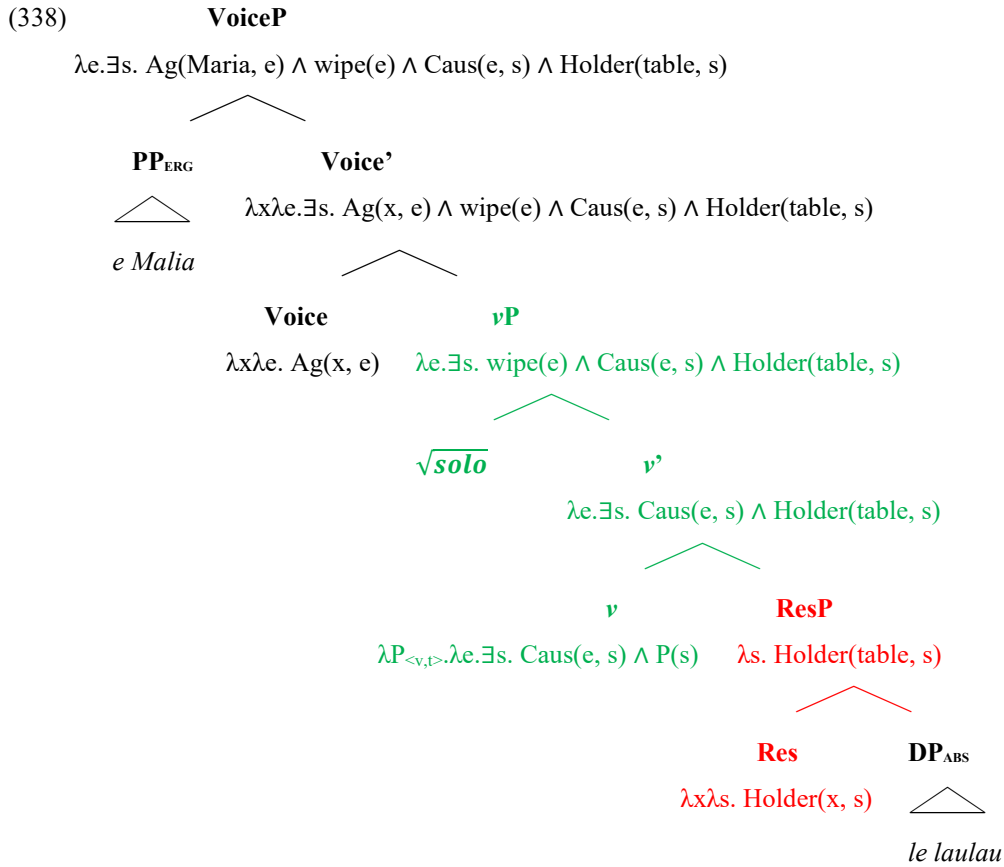 (338) VoiceP
λe.∃s. Ag(Maria, e) ∧ wipe(e) ∧ Caus(e, s) ∧ Holder(table, s)
PP_ERG Voice’
λxλe.∃s. Ag(x, e) ∧ wipe(e) ∧ Caus(e, s) ∧ Holder(table, s)
e Malia
Voice vP
λxλe. Ag(x, e) λe.∃s. wipe(e) ∧ Caus(e, s) ∧ Holder(table, s)
√solo v’
λe.∃s. Caus(e, s) ∧ Holder(table, s)
v ResP
λP<v,t>.λe.∃s. Caus(e, s) ∧ P(s) λs. Holder(table, s)
Res DP_ABS
λxλs. Holder(x, s)
le laulau